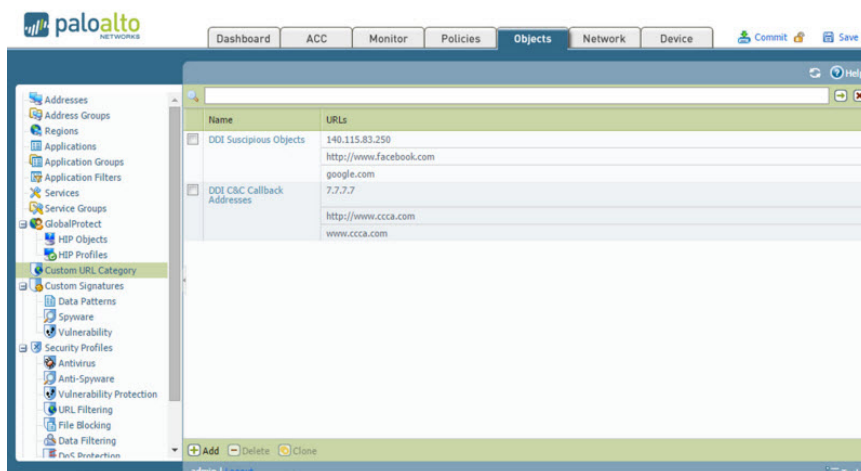 paloalto
NETWORKS
Dashboard ACC Monitor Policies Objects Network Device Commit Save
Help
Addresses
Address Groups
Regions
Applications
Application Groups
Application Filters
Services
Service Groups
GlobalProtect
HIP Objects
HIP Profiles
Custom URL Category
Custom Signatures
Data Patterns
Spyware
Vulnerability
Security Profiles
Antivirus
Anti-Spyware
Vulnerability Protection
URL Filtering
File Blocking
Data Filtering
DoS Protection
Name URLs
DDI Suscipious Objects 140.115.83.250
http://www.facebook.com
google.com
DDI C&C Callback 7.7.7.7
Addresses
http://www.ccca.com
www.ccca.com
Add Delete Clone